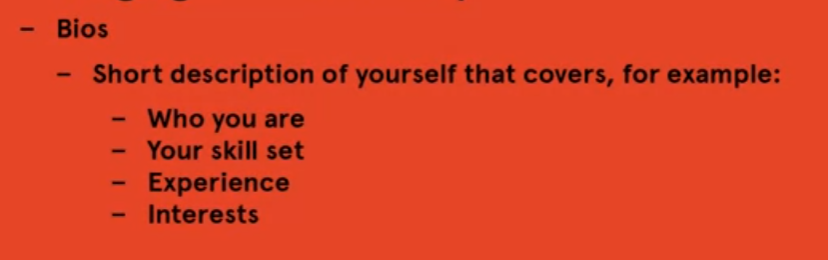 – Bios
– Short description of yourself that covers, for example:
– Who you are
– Your skill set
– Experience
– Interests